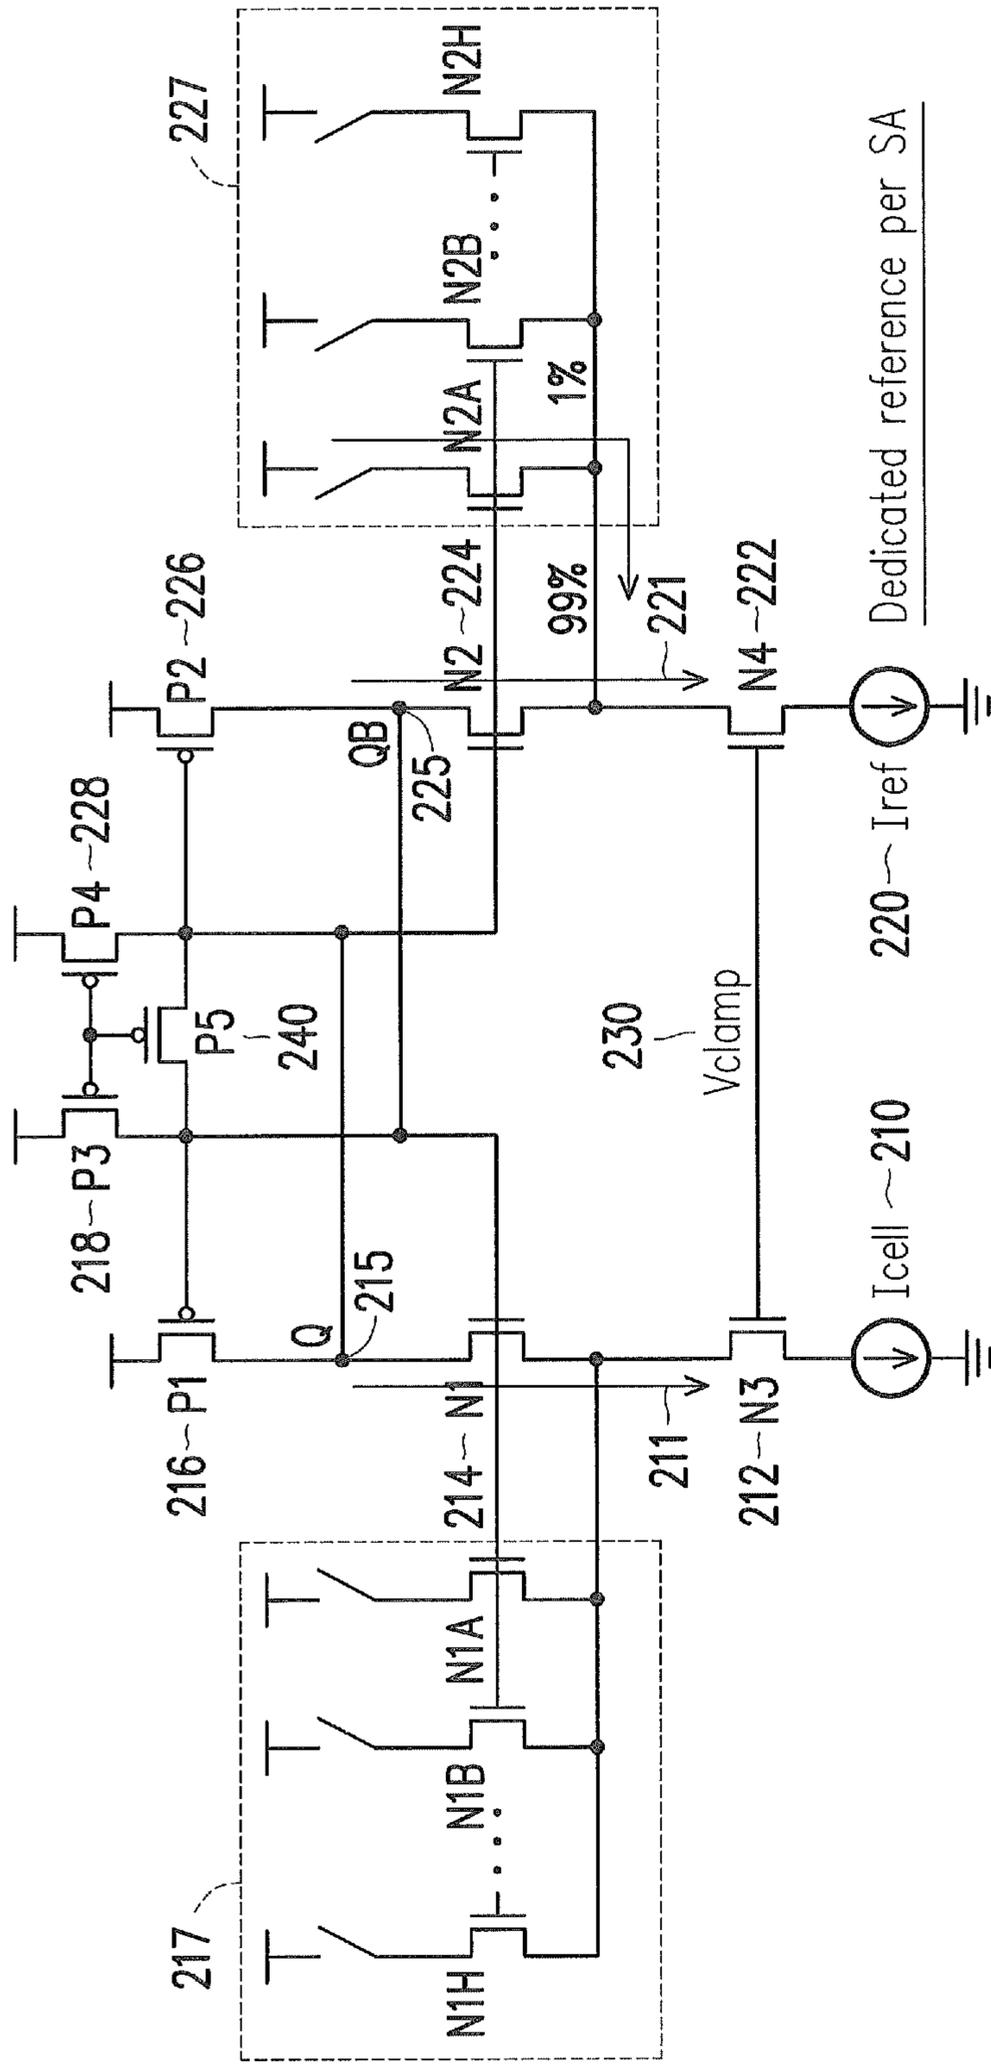 227
217
P4~228
218~P3
P2~226
216~P1
P5
240
Q
215
QB
225
N2H
N2B
N2A
N2~224
214~N1
N1A
N1B
N1H
1%
99%
221
211
230
Vclamp
N4~222
212~N3
220~Iref
Icell~210
Dedicated reference per SA